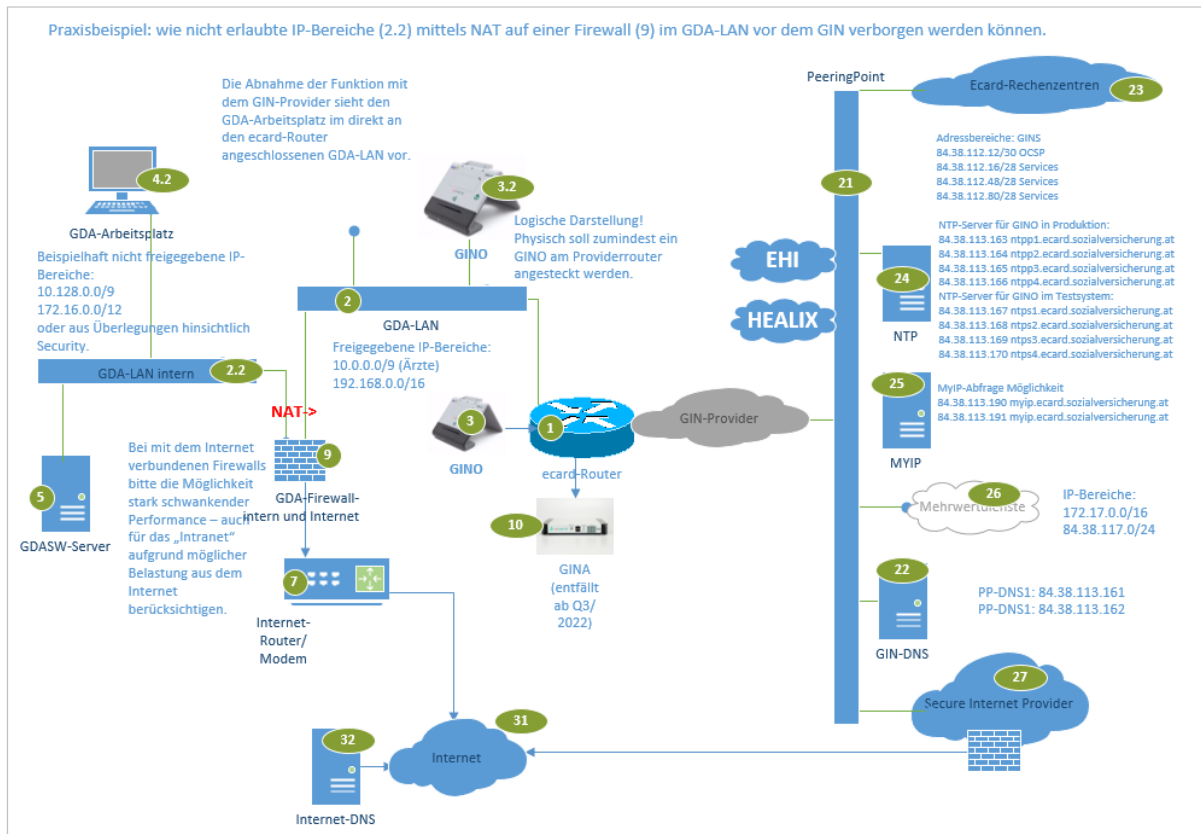 Praxisbeispiel: wie nicht erlaubte IP-Bereiche (2.2) mittels NAT auf einer Firewall (9) im GDA-LAN vor dem GIN verborgen werden können.
Die Abnahme der Funktion mit
dem GIN-Provider sieht den
GDA-Arbeitsplatz im direkt an
den ecard-Router
angeschlossenen GDA-LAN vor.
4.2
GDA-Arbeitsplatz
Beispielhaft nicht freigegebene IP-
Bereiche:
10.128.0.0/9
172.16.0.0/12
oder aus Überlegungen hinsichtlich
Security.
3.2
GINO
Logische Darstellung!
Physisch soll zumindest ein
GINO am Providerrouter
angesteckt werden.
2
GDA-LAN
Freigegebene IP-Bereiche:
10.0.0.0/9 (Ärzte)
192.168.0.0/16
GDA-LAN intern
2.2
NAT->
9
GDA-Firewall-
intern und Internet
5
GDASW-Server
Bei mit dem Internet
verbundenen Firewalls
bitte die Möglichkeit
stark schwankender
Performance – auch
für das „Intranet“
aufgrund möglicher
Belastung aus dem
Internet
berücksichtigen.
3
GINO
1
ecard-Router
10
GINA
(entfällt
ab Q3/
2022)
7
Internet-
Router/
Modem
32
Internet-DNS
31
Internet
GIN-Provider
PeeringPoint
21
EHI
HEALIX
Ecard-Rechenzentren
23
Adressbereiche: GINS
84.38.112.12/30 OCSP
84.38.112.16/28 Services
84.38.112.48/28 Services
84.38.112.80/28 Services
24
NTP
NTP-Server für GINO in Produktion:
84.38.113.163 ntpp1.ecard.sozialversicherung.at
84.38.113.164 ntpp2.ecard.sozialversicherung.at
84.38.113.165 ntpp3.ecard.sozialversicherung.at
84.38.113.166 ntpp4.ecard.sozialversicherung.at
NTP-Server für GINO im Testsystem:
84.38.113.167 ntps1.ecard.sozialversicherung.at
84.38.113.168 ntps2.ecard.sozialversicherung.at
84.38.113.169 ntps3.ecard.sozialversicherung.at
84.38.113.170 ntps4.ecard.sozialversicherung.at
25
MYIP
MyIP-Abfrage Möglichkeit
84.38.113.190 myip.ecard.sozialversicherung.at
84.38.113.191 myip.ecard.sozialversicherung.at
26
Mehrwertdienste
IP-Bereiche:
172.17.0.0/16
84.38.117.0/24
22
GIN-DNS
PP-DNS1: 84.38.113.161
PP-DNS1: 84.38.113.162
27
Secure Internet Provider